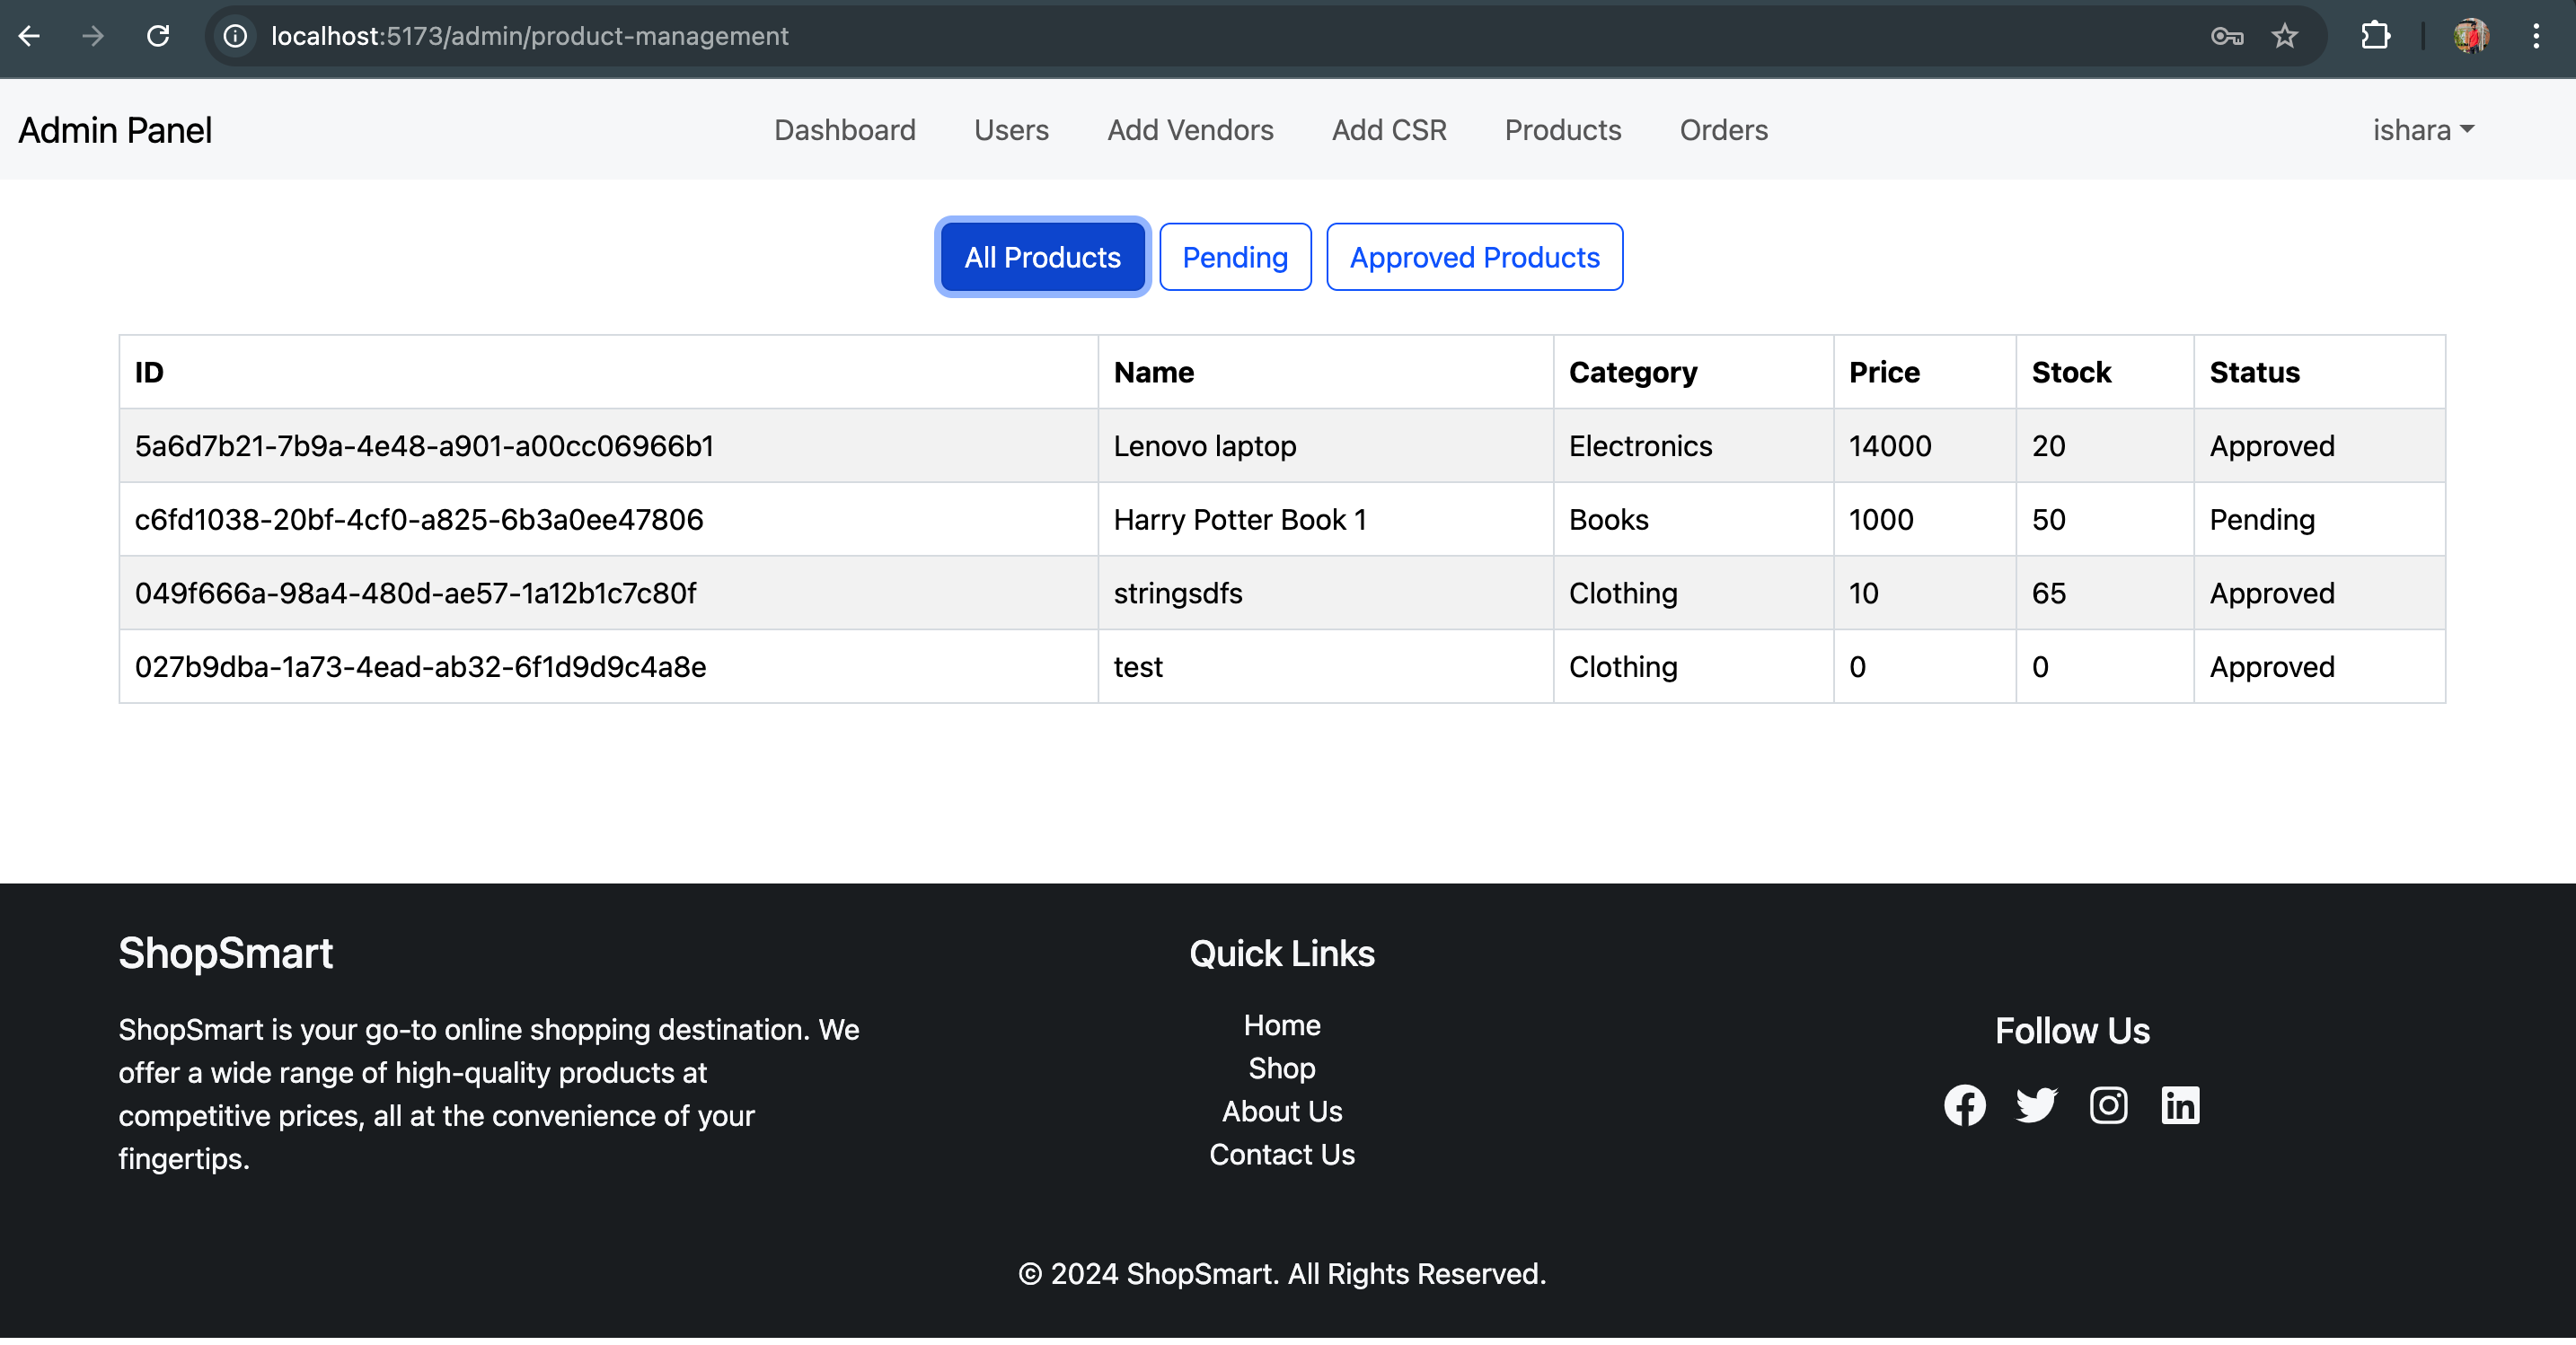 localhost:5173/admin/product-management
Admin Panel Dashboard Users Add Vendors Add CSR Products Orders ishara
All Products Pending Approved Products
ID Name Category Price Stock Status
5a6d7b21-7b9a-4e48-a901-a00cc06966b1 Lenovo laptop Electronics 14000 20 Approved
c6fd1038-20bf-4cf0-a825-6b3a0ee47806 Harry Potter Book 1 Books 1000 50 Pending
049f666a-98a4-480d-ae57-1a12b1c7c80f stringsdfs Clothing 10 65 Approved
027b9dba-1a73-4ead-ab32-6f1d9d9c4a8e test Clothing 0 0 Approved
ShopSmart
ShopSmart is your go-to online shopping destination. We
offer a wide range of high-quality products at
competitive prices, all at the convenience of your
fingertips.
Quick Links
Home
Shop
About Us
Contact Us
Follow Us
© 2024 ShopSmart. All Rights Reserved.